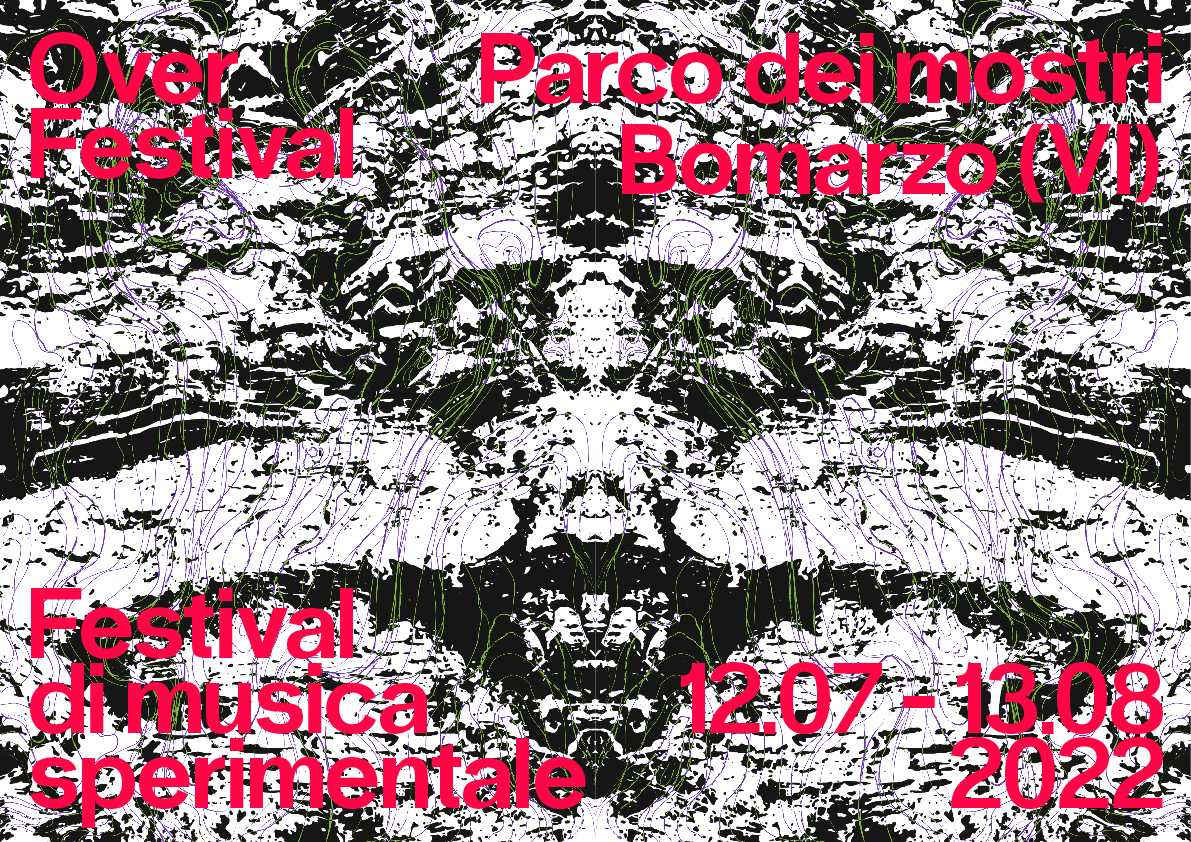 Over
Festival
Parco dei mostri
Bomarzo (VI)
Festival
di musica
sperimentale
12.07 - 13.08
2022